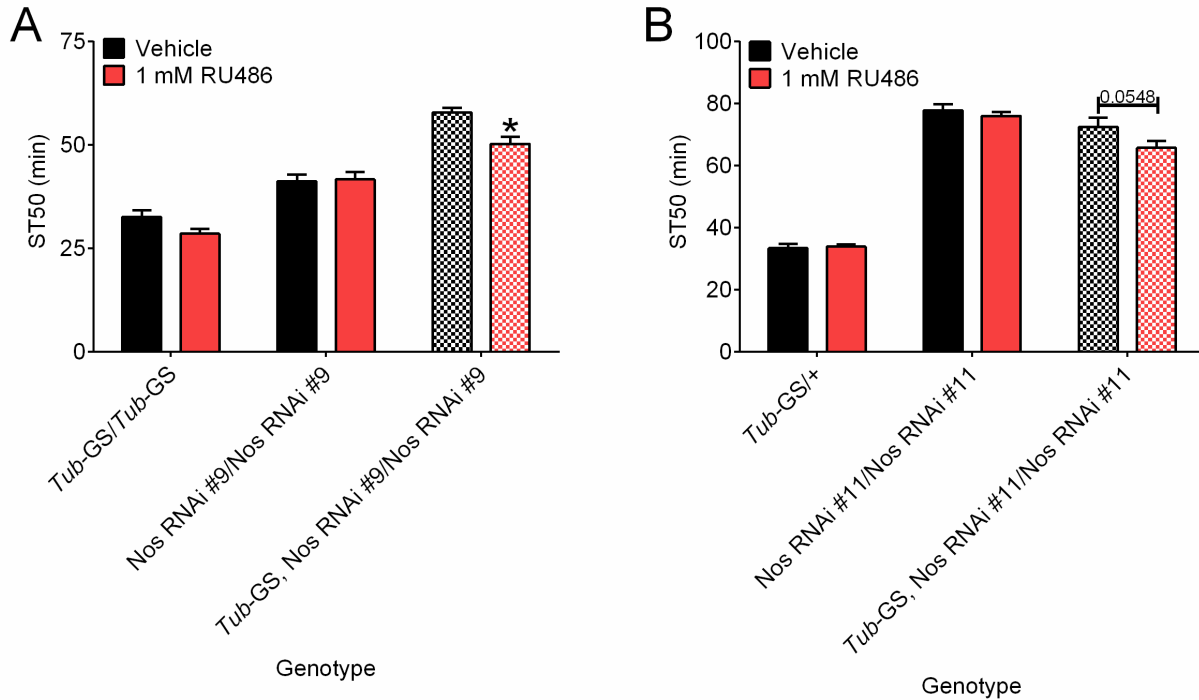 A
75
50
25
0
ST50 (min)
Vehicle
1 mM RU486
*
Tub-GS/Tub-GS
Nos RNAi #9/Nos RNAi #9
Tub-GS, Nos RNAi #9/Nos RNAi #9
Genotype
B
100
80
60
40
20
0
ST50 (min)
Vehicle
1 mM RU486
0.0548
Tub-GS/+
Nos RNAi #11/Nos RNAi #11
Tub-GS, Nos RNAi #11/Nos RNAi #11
Genotype